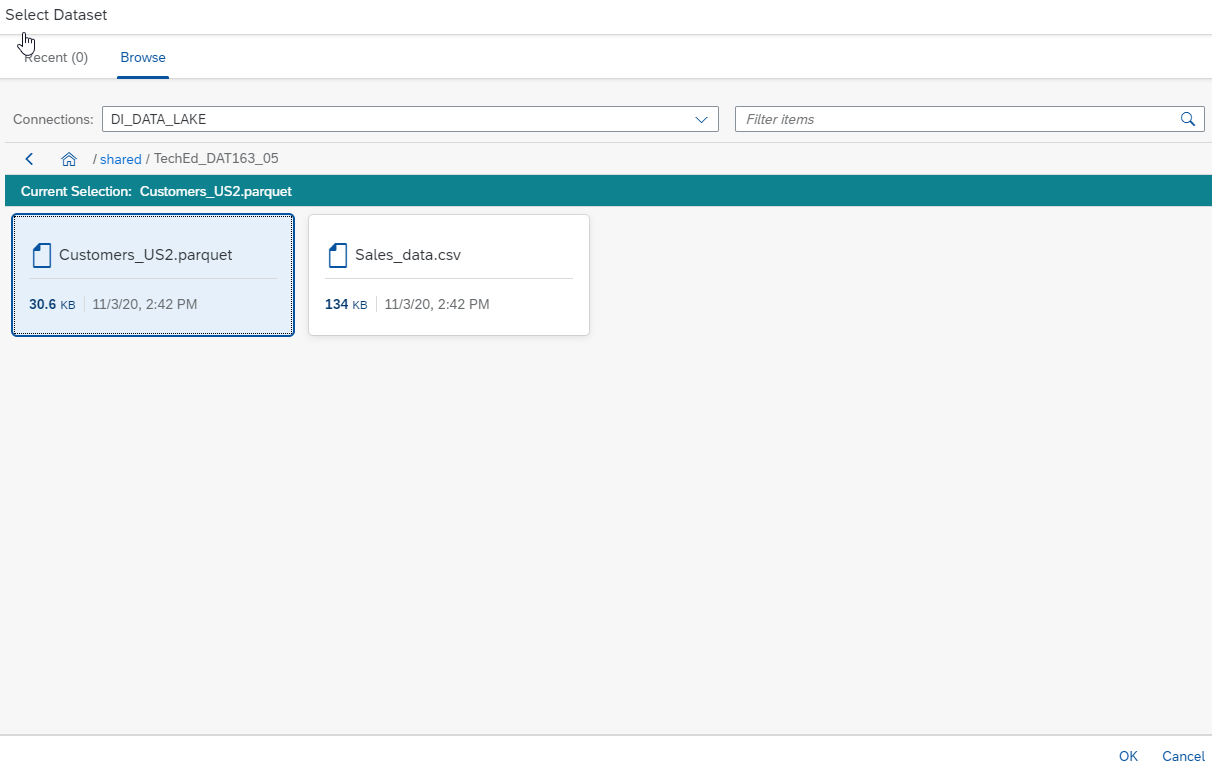 Select Dataset
Recent (0) Browse
Connections: DI_DATA_LAKE Filter items
/ shared / TechEd_DAT163_05
Current Selection: Customers_US2.parquet
Customers_US2.parquet
30.6 KB 11/3/20, 2:42 PM
Sales_data.csv
134 KB 11/3/20, 2:42 PM
OK Cancel